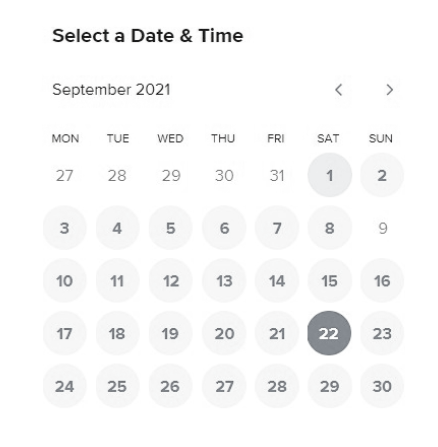 Select a Date & Time
September 2021
MON TUE WED THU FRI SAT SUN
27 28 29 30 31 1 2
3 4 5 6 7 8 9
10 11 12 13 14 15 16
17 18 19 20 21 22 23
24 25 26 27 28 29 30